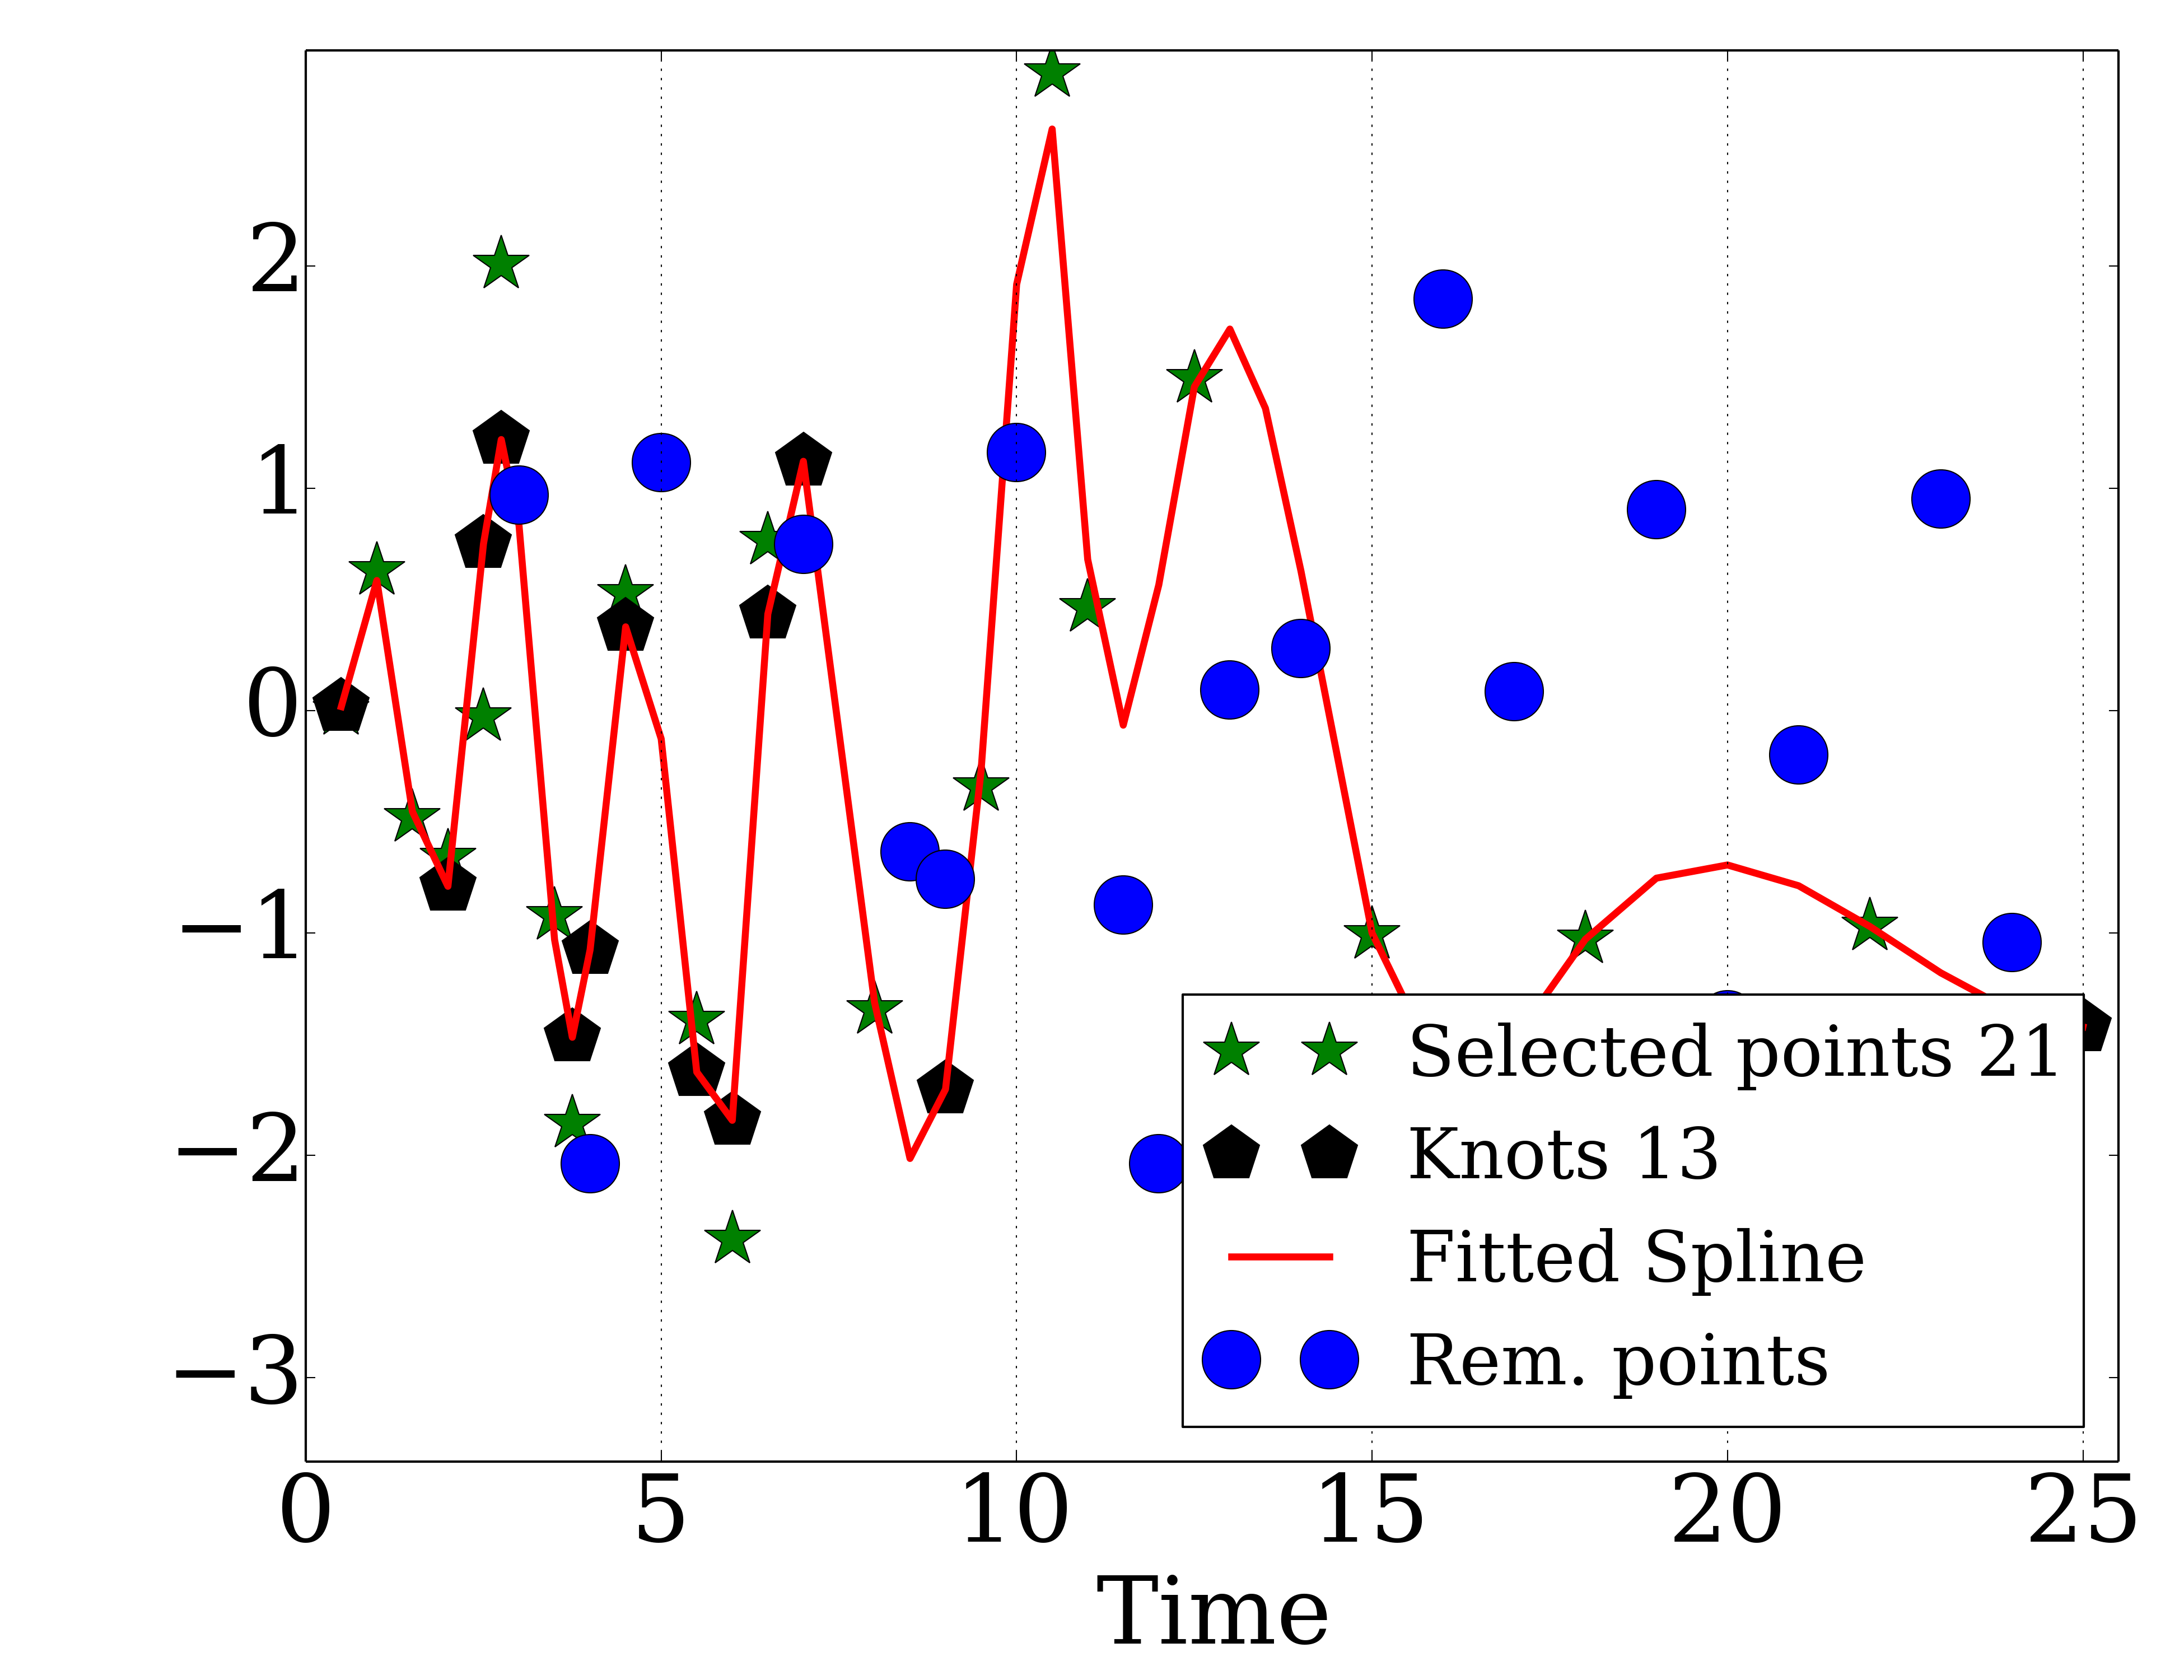 2
1
0
−1
−2
−3
0 5 10 15 20 25
Time
Selected points 21
Knots 13
Fitted Spline
Rem. points